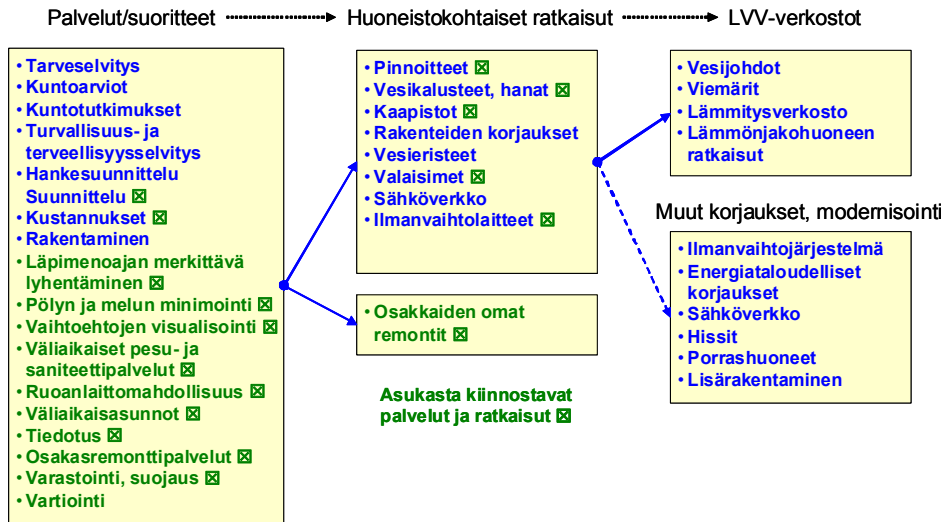 Palvelut/suoritteet
Huoneistokohtaiset ratkaisut
LVV-verkostot
• Tarveselvitys
• Kuntoarviot
• Kuntotutkimukset
• Turvallisuus- ja
terveellisyysselvitys
• Hankesuunnittelu
Suunnittelu ☒
• Kustannukset ☒
• Rakentaminen
• Läpimenoajan merkittävä
lyhentäminen ☒
• Pölyn ja melun minimointi ☒
• Vaihtoehtojen visualisointi ☒
• Väliaikaiset pesu- ja
saniteettipalvelut ☒
• Ruoanlaittomahdollisuus ☒
• Väliaikaisasunnot ☒
• Tiedotus ☒
• Osakasremonttipalvelut ☒
• Varastointi, suojaus ☒
• Vartiointi
• Pinnoitteet ☒
• Vesikalusteet, hanat ☒
• Kaapistot ☒
• Rakenteiden korjaukset
• Vesieristeet
• Valaisimet ☒
• Sähköverkko
• Ilmanvaihtolaitteet ☒
• Osakkaiden omat
remontit ☒
Asukasta kiinnostavat
palvelut ja ratkaisut ☒
• Vesijohdot
• Viemärit
• Lämmitysverkosto
• Lämmönjakohuoneen
ratkaisut
Muut korjaukset, modernisointi
• Ilmanvaihtojärjestelmä
• Energiataloudelliset
korjaukset
• Sähköverkko
• Hissit
• Porrashuoneet
• Lisärakentaminen